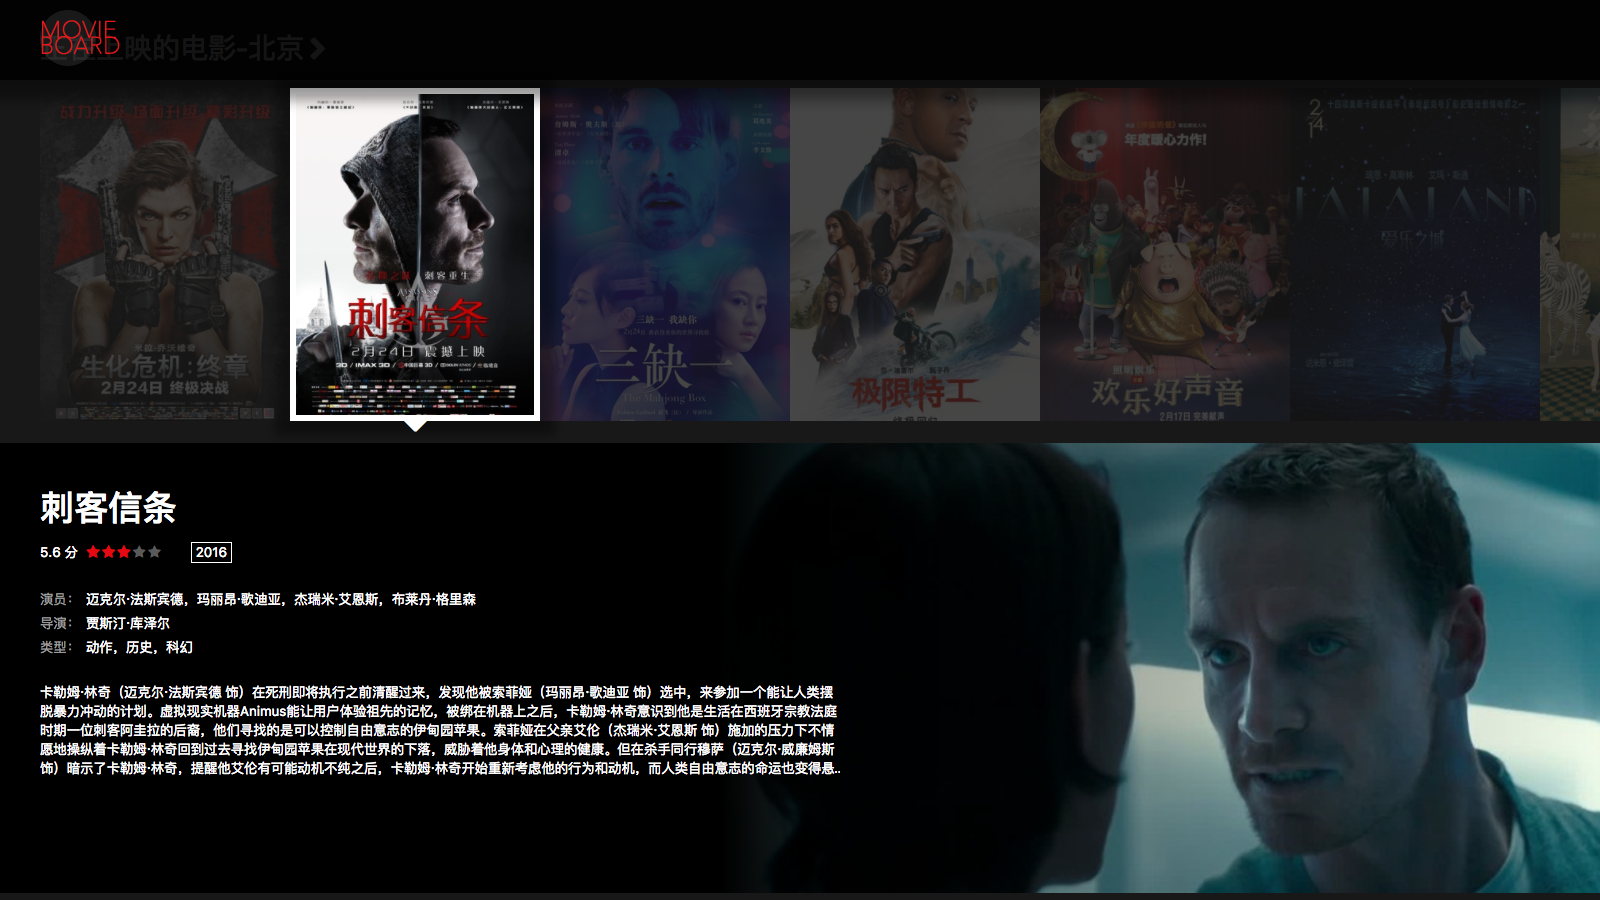 MOVIE
BOARD
映的电影-北京
战力升级·场面升级·摄影升级
米拉·乔沃维奇
生化危机:终章
2月24日 终极决战
刺客重生
刺客信条
2月24日 震撼上映
三缺一 我缺你
三缺一
The Mahjong Box
极限特工
年度暖心力作!
欢乐好声音
2月17日 完美献声
2
14
瑞恩·高斯林 艾玛·斯通
LA LA LAND
爱乐之城
刺客信条
5.6 分
2016
演员： 迈克尔·法斯宾德，玛丽昂·歌迪亚，杰瑞米·艾恩斯，布莱丹·格里森
导演： 贾斯汀·库泽尔
类型： 动作，历史，科幻
卡勒姆·林奇（迈克尔·法斯宾德 饰）在死刑即将执行之前清醒过来，发现他被索菲娅（玛丽昂·歌迪亚 饰）选中，来参加一个能让人类摆
脱暴力冲动的计划。虚拟现实机器Animus能让用户体验祖先的记忆，被绑在机器上之后，卡勒姆·林奇意识到他是生活在西班牙宗教法庭
时期一位刺客阿圭拉的后裔，他们寻找的是可以控制自由意志的伊甸园苹果。索菲娅在父亲艾伦（杰瑞米·艾恩斯 饰）施加的压力下不情
愿地操纵着卡勒姆·林奇回到过去寻找伊甸园苹果在现代世界的下落，威胁着他身体和心理的健康。但在杀手同行穆萨（迈克尔·威廉姆斯
饰）暗示了卡勒姆·林奇，提醒他艾伦有可能动机不纯之后，卡勒姆·林奇开始重新考虑他的行为和动机，而人类自由意志的命运也变得悬..